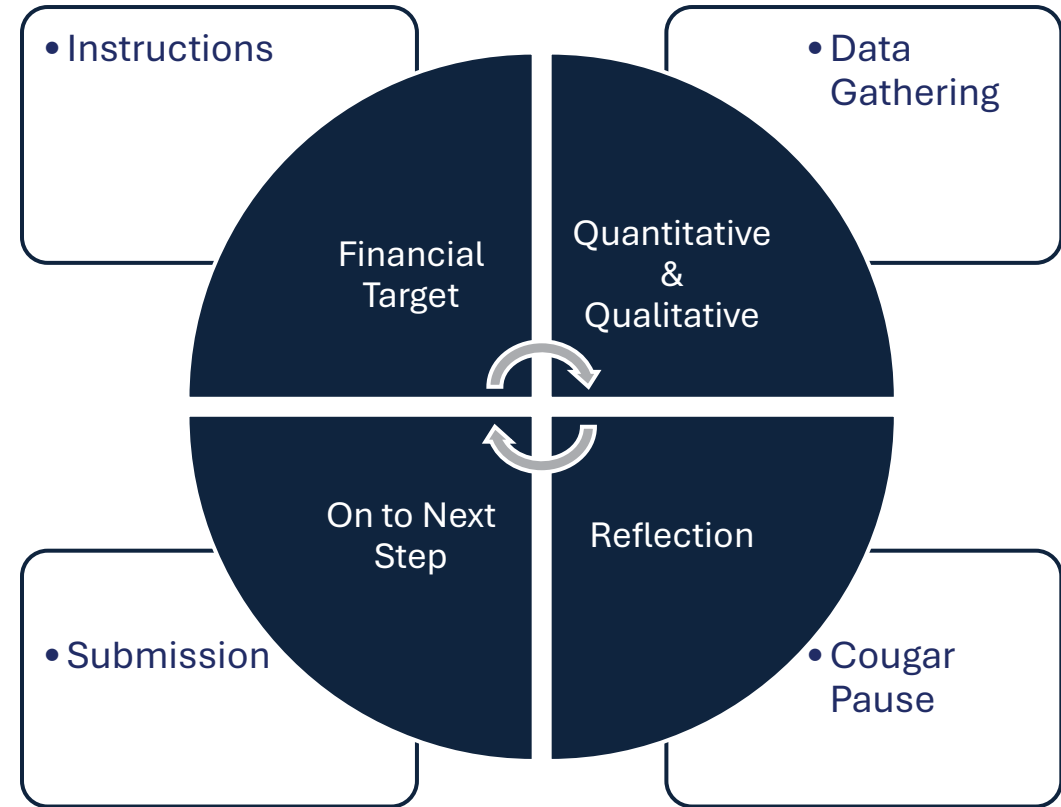 • Instructions
• Data
Gathering
Financial
Target
Quantitative
&
Qualitative
On to Next
Step
Reflection
• Submission
• Cougar
Pause